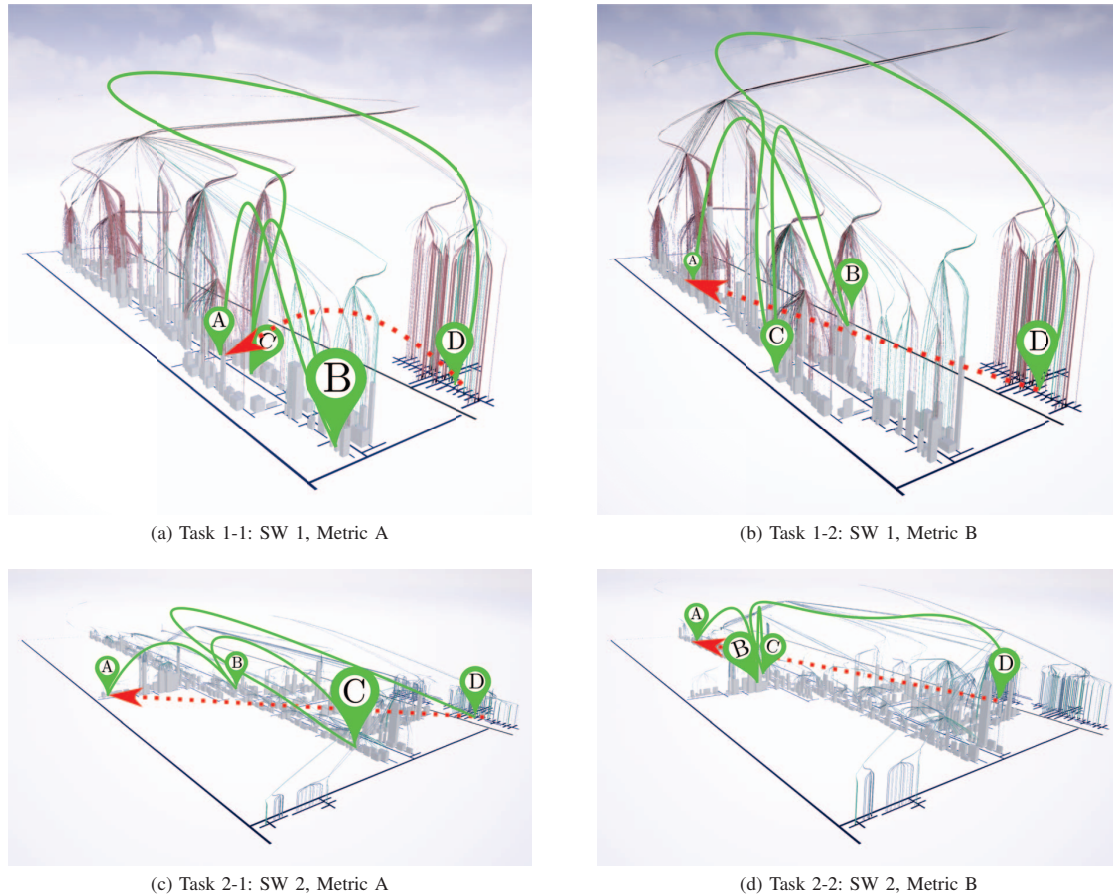 A
C
B
D
A
B
C
D
(a) Task 1-1: SW 1, Metric A
(b) Task 1-2: SW 1, Metric B
A
B
C
D
A
B
C
D
(c) Task 2-1: SW 2, Metric A
(d) Task 2-2: SW 2, Metric B